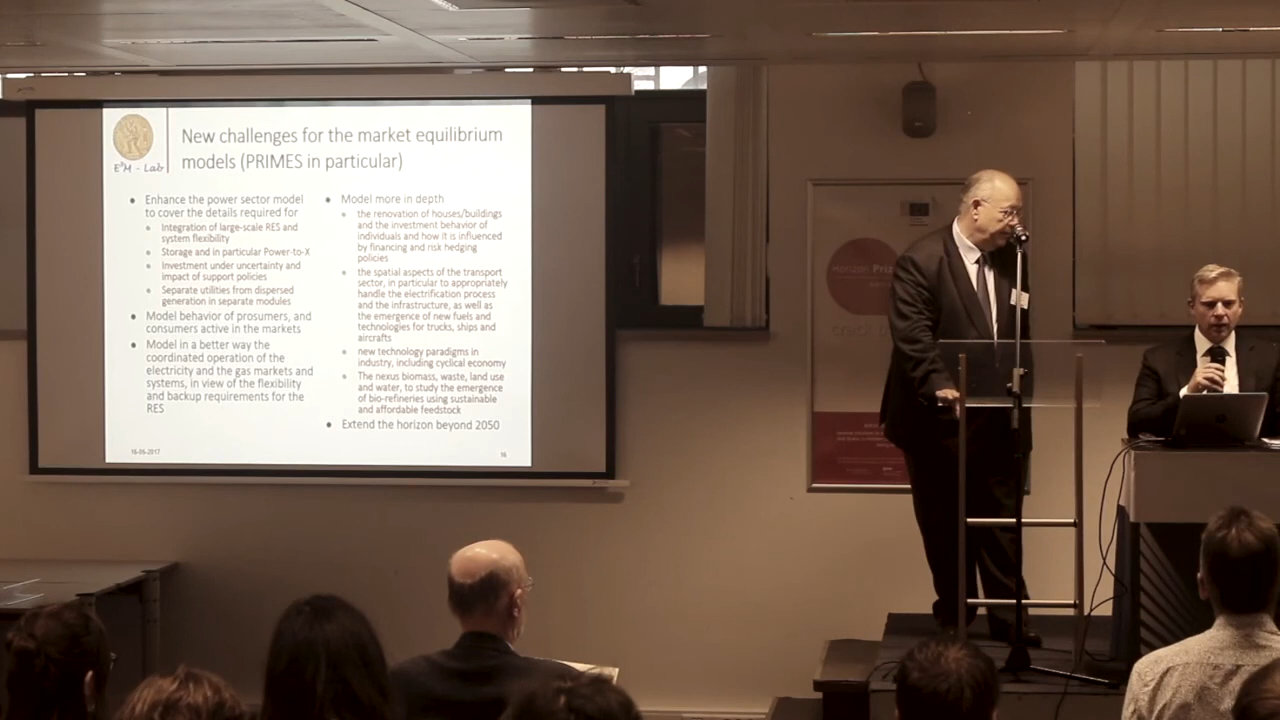 New challenges for the market equilibrium
models (PRIMES in particular)
E³M - Lab
Enhance the power sector model
to cover the details required for
Integration of large-scale RES and
system flexibility
Storage and in particular Power-to-X
Investment under uncertainty and
impact of support policies
Separate utilities from dispersed
generation in separate modules
Model behavior of prosumers, and
consumers active in the markets
Model in a better way the
coordinated operation of the
electricity and the gas markets and
systems, in view of the flexibility
and backup requirements for the
RES
Model more in depth
the renovation of houses/buildings
and the investment behavior of
individuals and how it is influenced
by financing and risk hedging
policies
the spatial aspects of the transport
sector, in particular to appropriately
handle the electrification process
and the infrastructure, as well as
the emergence of new fuels and
technologies for trucks, ships and
aircrafts
new technology paradigms in
industry, including cyclical economy
The nexus biomass, waste, land use
and water, to study the emergence
of bio-refineries using sustainable
and affordable feedstock
Extend the horizon beyond 2050
16-06-2017
16
Horizon Priz